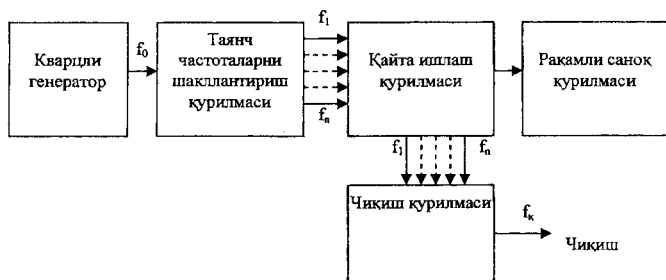 Кварцли
генератор
f0
Таянч
частоталарни
шакллантириш
қурилмаси
f1
fn
Қайта ишлаш
қурилмаси
Рақамли саноқ
қурилмаси
f1
fn
Чиқиш қурилмаси
fк
Чиқиш